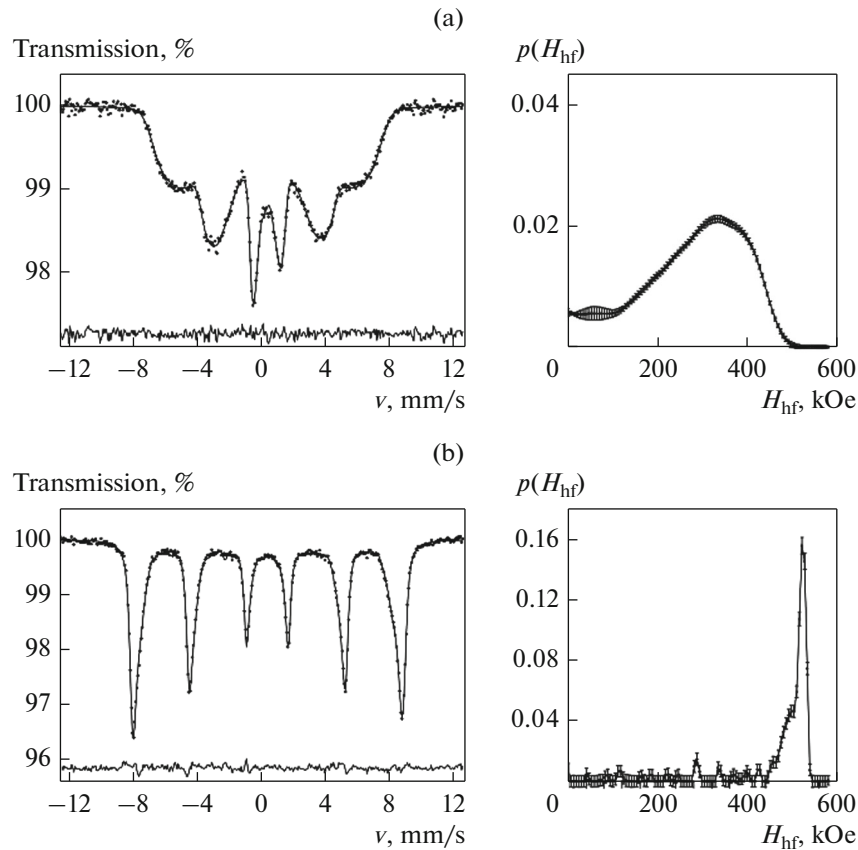 (a)
Transmission, %
100
99
98
−12 −8 −4 0 4 8 12
v, mm/s
p(Hhf)
0.04
0.02
0 200 400 600
Hhf, kOe
(b)
Transmission, %
100
99
98
97
96
−12 −8 −4 0 4 8 12
v, mm/s
p(Hhf)
0.16
0.12
0.08
0.04
0 200 400 600
Hhf, kOe